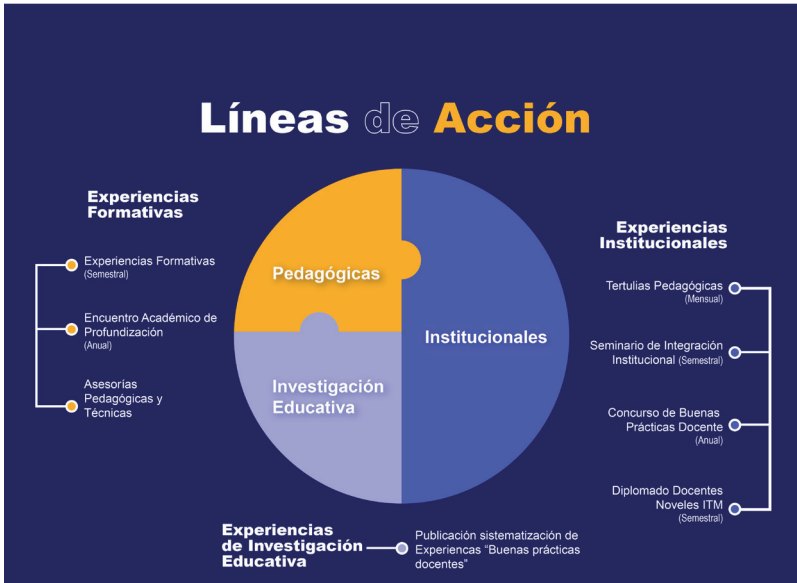 Líneas de Acción
Experiencias
Formativas
Experiencias Formativas
(Semestral)
Encuentro Académico de
Profundización
(Anual)
Asesorías
Pedagógicas y
Técnicas
Pedagógicas
Institucionales
Investigación
Educativa
Experiencias
Institucionales
Tertulias Pedagógicas
(Mensual)
Seminario de Integración
Institucional (Semestral)
Concurso de Buenas
Prácticas Docente
(Anual)
Diplomado Docentes
Noveles ITM
(Semestral)
Experiencias
de Investigación
Educativa
Publicación sistematización de
Experiencas “Buenas prácticas
docentes”